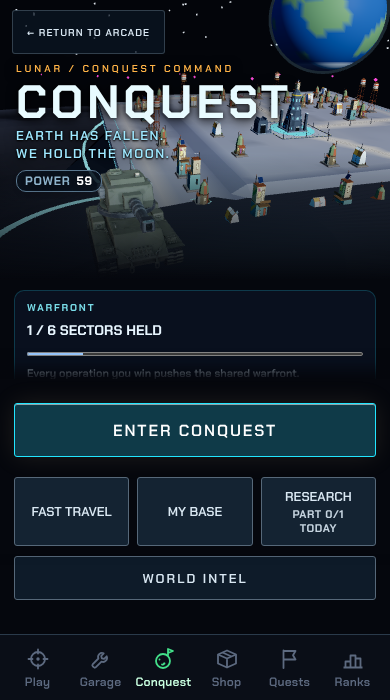 ← RETURN TO ARCADE
LUNAR / CONQUEST COMMAND
CONQUEST
EARTH HAS FALLEN.
WE HOLD THE MOON.
POWER 59
WARFRONT
1 / 6 SECTORS HELD
Every operation you win pushes the shared warfront.
ENTER CONQUEST
FAST TRAVEL
MY BASE
RESEARCH
PART 0/1
TODAY
WORLD INTEL
Play
Garage
Conquest
Shop
Quests
Ranks